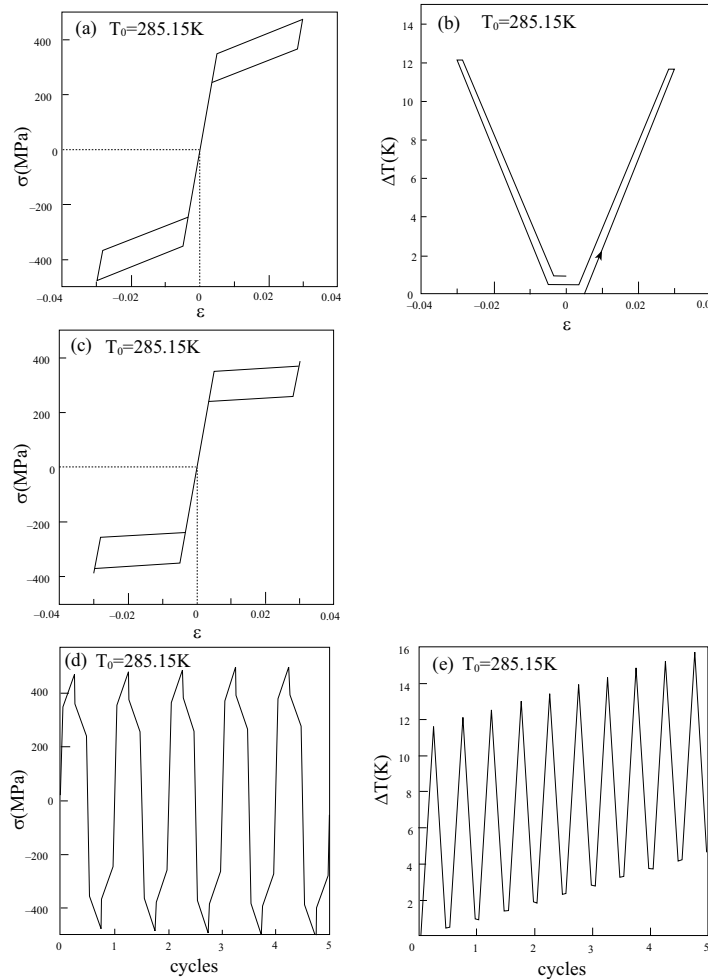 (a) T₀=285.15K
400
200
0
−200
−400
σ(MPa)
−0.04 −0.02 0 0.02 0.04
ε
(b) T₀=285.15K
14
12
10
8
6
4
2
0
ΔT(K)
−0.04 −0.02 0 0.02 0.04
ε
(c) T₀=285.15K
400
200
0
−200
−400
σ(MPa)
−0.04 −0.02 0 0.02 0.04
ε
(d) T₀=285.15K
400
200
0
−200
−400
σ(MPa)
0 1 2 3 4 5
cycles
(e) T₀=285.15K
16
14
12
10
8
6
4
2
ΔT(K)
0 1 2 3 4 5
cycles